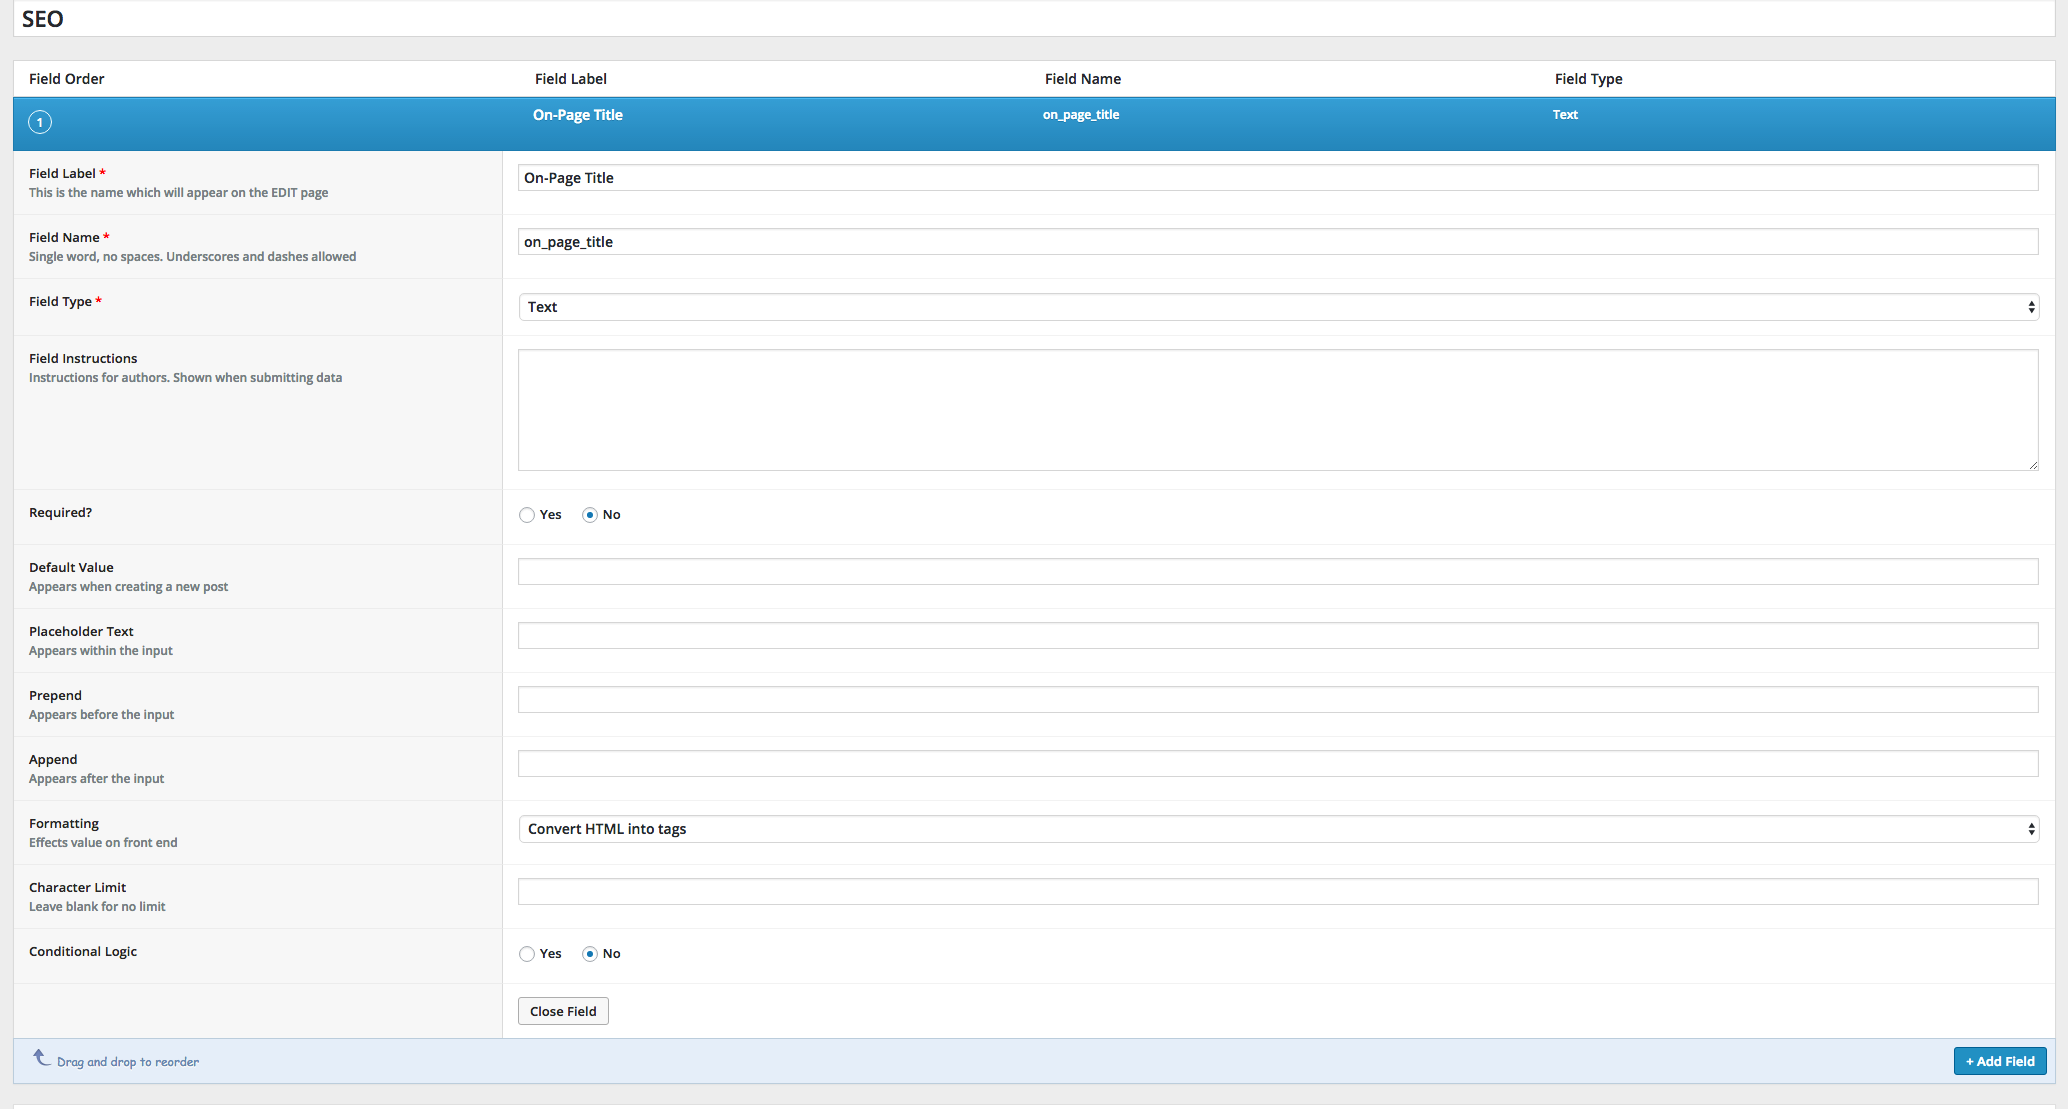 SEO
Field Order Field Label Field Name Field Type
1 On-Page Title on_page_title Text
Field Label * On-Page Title
This is the name which will appear on the EDIT page
Field Name * on_page_title
Single word, no spaces. Underscores and dashes allowed
Field Type * Text
Field Instructions
Instructions for authors. Shown when submitting data
Required? Yes No
Default Value
Appears when creating a new post
Placeholder Text
Appears within the input
Prepend
Appears before the input
Append
Appears after the input
Formatting Convert HTML into tags
Effects value on front end
Character Limit
Leave blank for no limit
Conditional Logic Yes No
Close Field
Drag and drop to reorder + Add Field